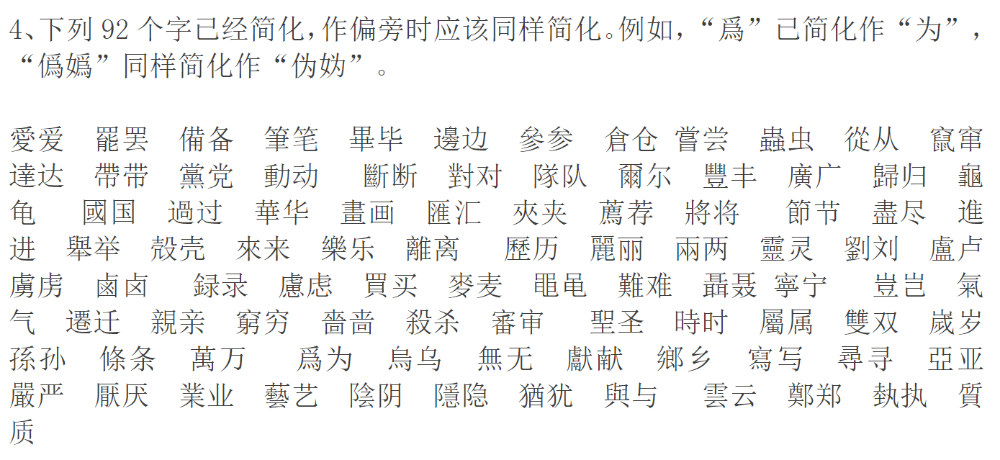 4、下列 92 个字已经简化，作偏旁时应该同样简化。例如，“爲”已简化作“为”，
“僞嬀”同样简化作“伪妫”。
愛爱 罷罢 備备 筆笔 畢毕 邊边 參参 倉仓 嘗尝 蟲虫 從从 竄窜
達达 帶带 黨党 動动 斷断 對对 隊队 爾尔 豐丰 廣广 歸归 龜
龟 國国 過过 華华 畫画 匯汇 夾夹 薦荐 將将 節节 盡尽 進
进 舉举 殻壳 來来 樂乐 離离 歷历 麗丽 兩两 靈灵 劉刘 盧卢
虜虏 鹵卤 録录 慮虑 買买 麥麦 黽黾 難难 聶聂 寧宁 豈岂 氣
气 遷迁 親亲 窮穷 嗇啬 殺杀 審审 聖圣 時时 屬属 雙双 歲岁
孫孙 條条 萬万 爲为 烏乌 無无 獻献 鄉乡 寫写 尋寻 亞亚
嚴严 厭厌 業业 藝艺 陰阴 隱隐 猶犹 與与 雲云 鄭郑 執执 質
质